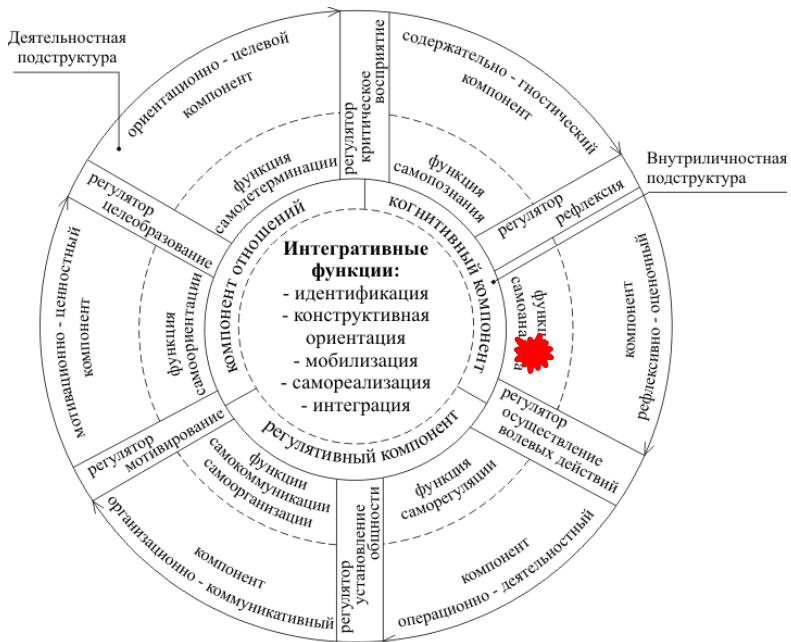 Деятельностная
подструктура
ориентационно - целевой
компонент
функция
самодетерминации
регулятор
критическое
восприятие
содержательно - гностический
компонент
функция
самопознания
Внутриличностная
подструктура
регулятор
рефлексия
регулятор
целеобразование
компонент отношений
когнитивный компонент
Интегративные
функции:
- идентификация
- конструктивная
ориентация
- мобилизация
- самореализация
- интеграция
регулятивный компонент
мотивационно - ценностный
компонент
функция
самоориентации
рефлексивно - оценочный
компонент
регулятор
осуществление
волевых действий
регулятор
мотивирование
функции
самокоммуникации
самоорганизации
компонент
организационно - коммуникативный
регулятор
установление
общности
функция
саморегуляции
компонент
операционно - деятельностный